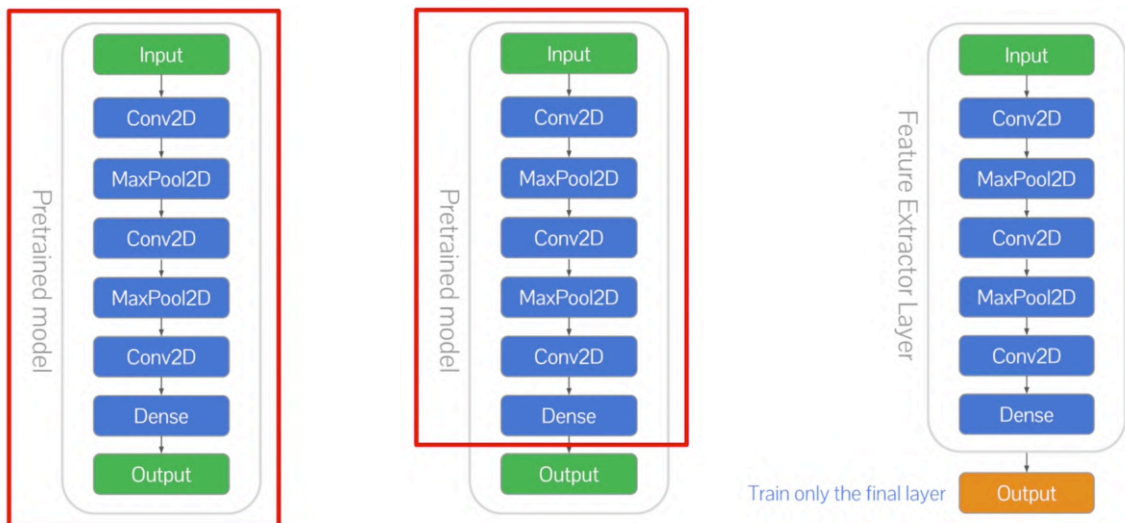 Input
Conv2D
MaxPool2D
Conv2D
MaxPool2D
Conv2D
Dense
Output
Pretrained model
Input
Conv2D
MaxPool2D
Conv2D
MaxPool2D
Conv2D
Dense
Output
Pretrained model
Input
Conv2D
MaxPool2D
Conv2D
MaxPool2D
Conv2D
Dense
Feature Extractor Layer
Train only the final layer
Output